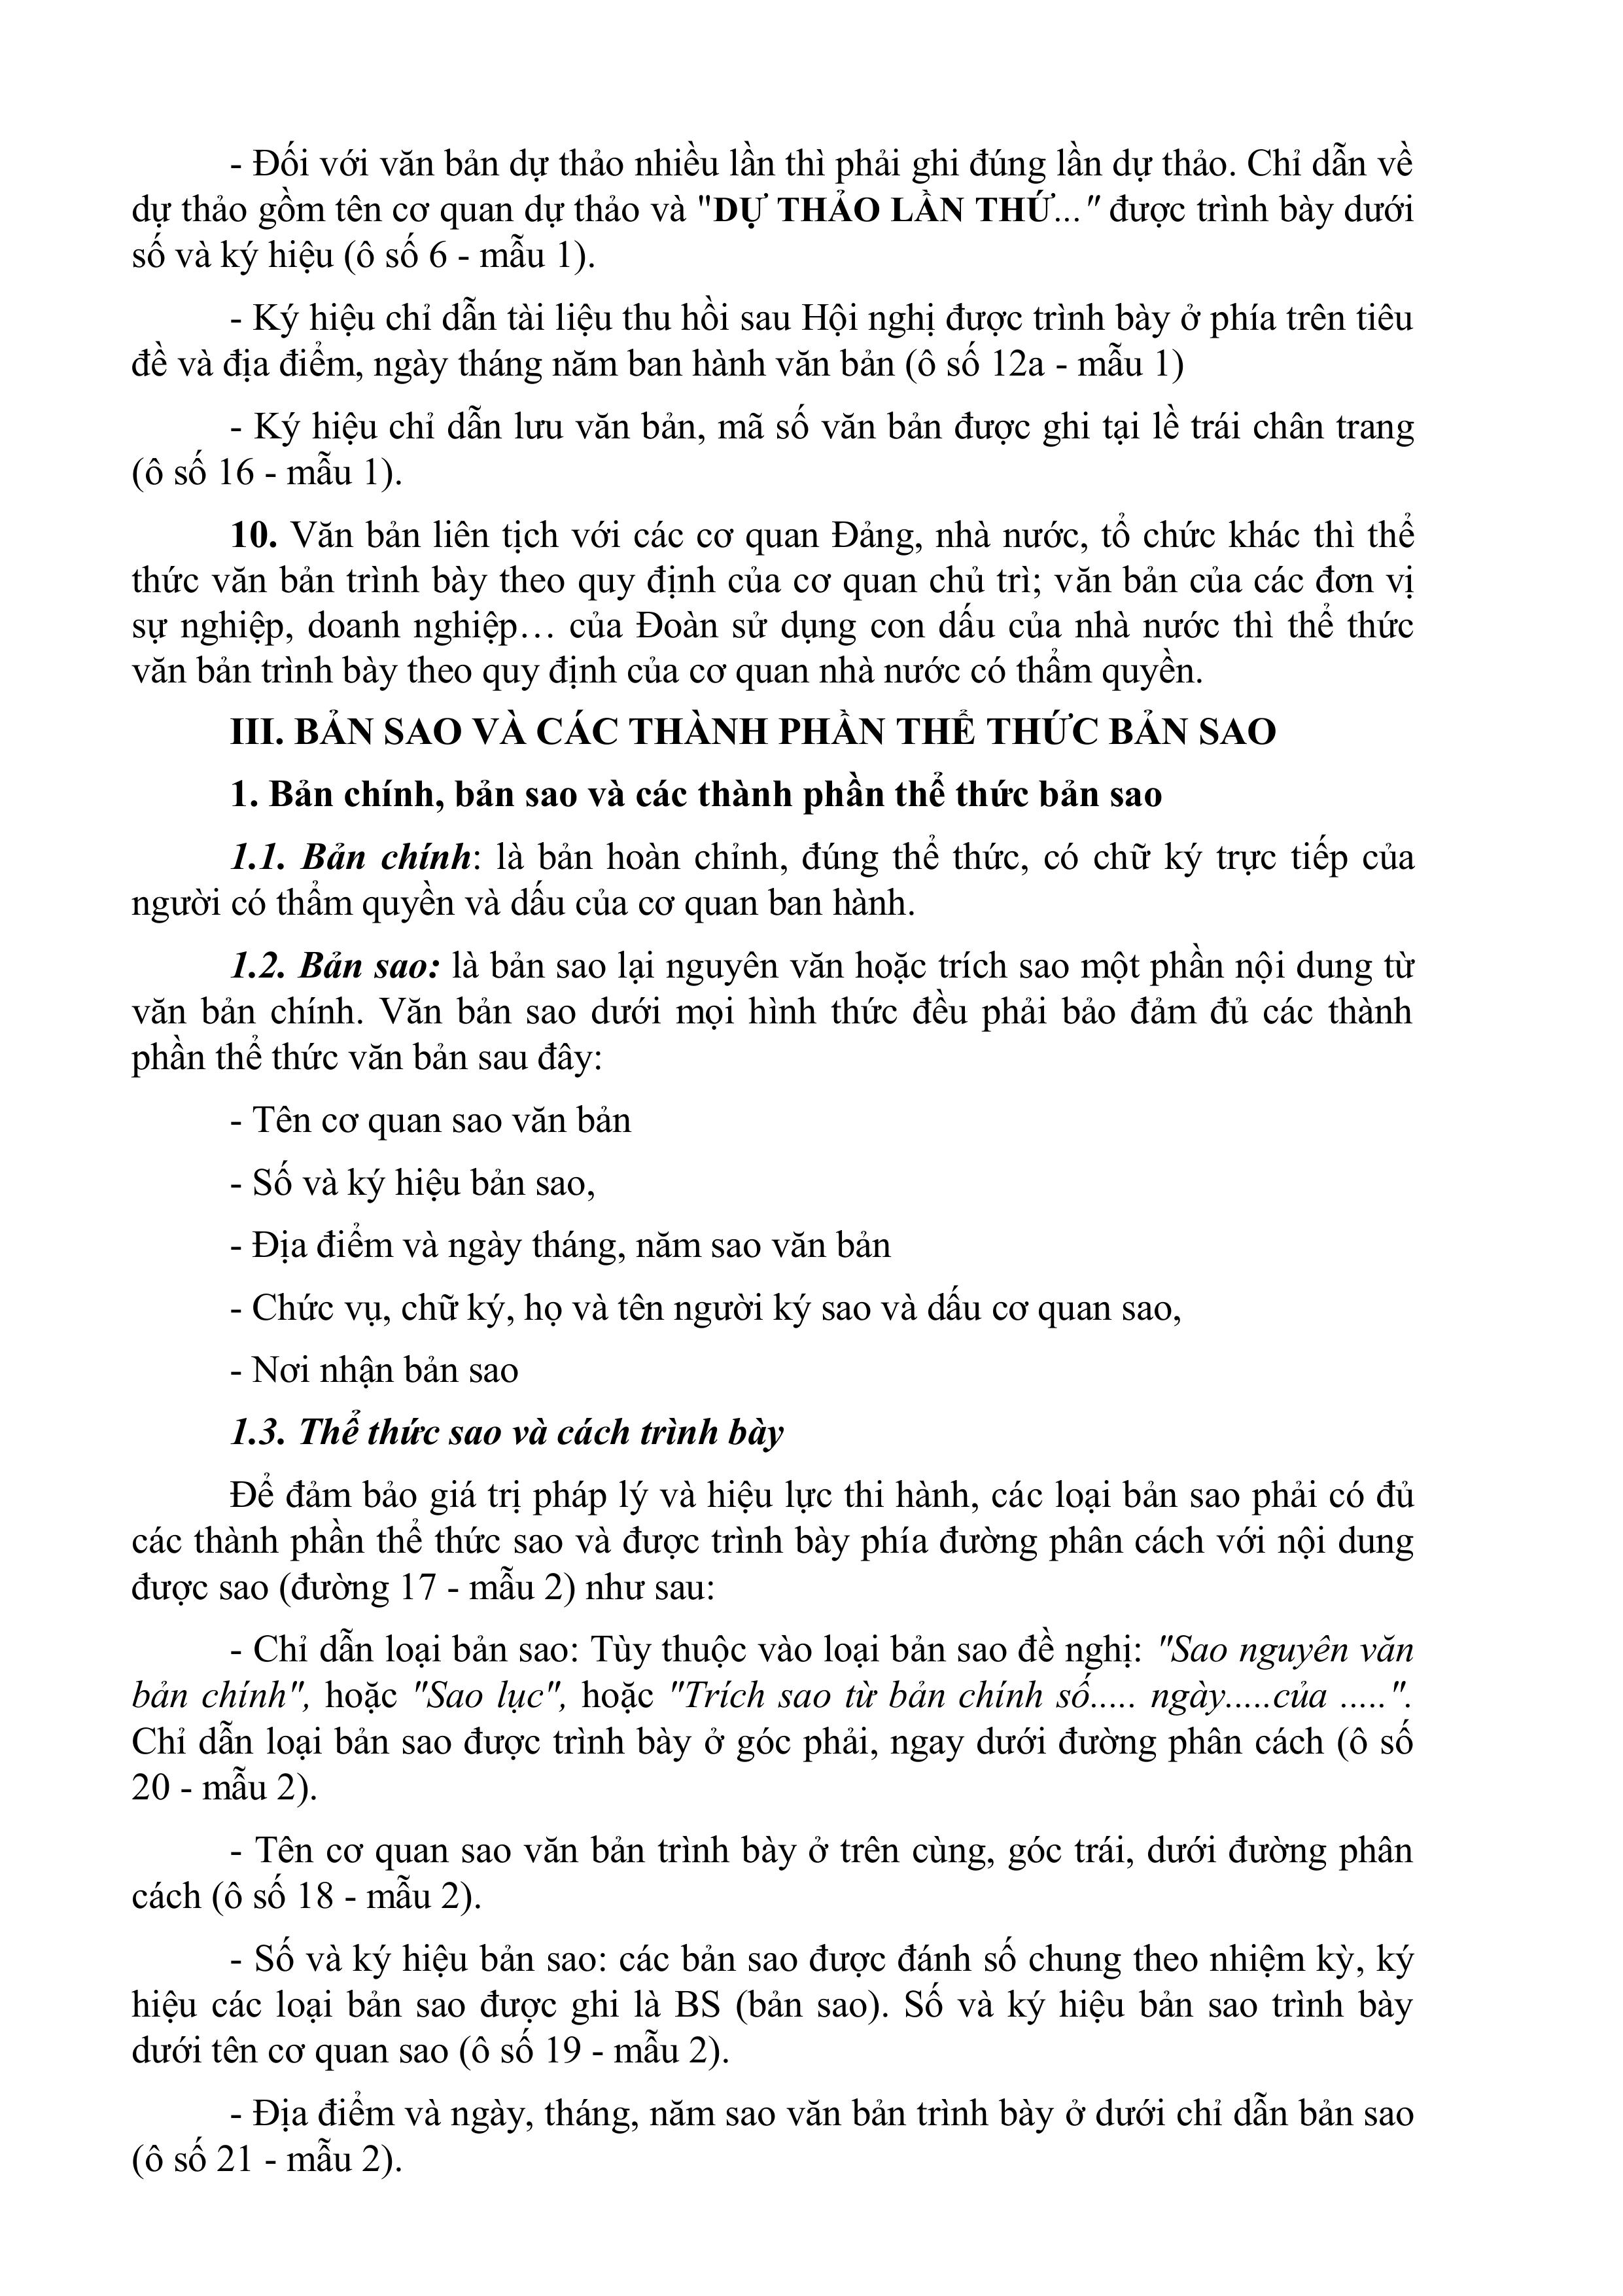 - Đối với văn bản dự thảo nhiều lần thì phải ghi đúng lần dự thảo. Chỉ dẫn về
dự thảo gồm tên cơ quan dự thảo và "DỰ THẢO LẦN THỨ..." được trình bày dưới
số và ký hiệu (ô số 6 - mẫu 1).
- Ký hiệu chỉ dẫn tài liệu thu hồi sau Hội nghị được trình bày ở phía trên tiêu
đề và địa điểm, ngày tháng năm ban hành văn bản (ô số 12a - mẫu 1)
- Ký hiệu chỉ dẫn lưu văn bản, mã số văn bản được ghi tại lề trái chân trang
(ô số 16 - mẫu 1).
10. Văn bản liên tịch với các cơ quan Đảng, nhà nước, tổ chức khác thì thể
thức văn bản trình bày theo quy định của cơ quan chủ trì; văn bản của các đơn vị
sự nghiệp, doanh nghiệp… của Đoàn sử dụng con dấu của nhà nước thì thể thức
văn bản trình bày theo quy định của cơ quan nhà nước có thẩm quyền.
III. BẢN SAO VÀ CÁC THÀNH PHẦN THỂ THỨC BẢN SAO
1. Bản chính, bản sao và các thành phần thể thức bản sao
1.1. Bản chính: là bản hoàn chỉnh, đúng thể thức, có chữ ký trực tiếp của
người có thẩm quyền và dấu của cơ quan ban hành.
1.2. Bản sao: là bản sao lại nguyên văn hoặc trích sao một phần nội dung từ
văn bản chính. Văn bản sao dưới mọi hình thức đều phải bảo đảm đủ các thành
phần thể thức văn bản sau đây:
- Tên cơ quan sao văn bản
- Số và ký hiệu bản sao,
- Địa điểm và ngày tháng, năm sao văn bản
- Chức vụ, chữ ký, họ và tên người ký sao và dấu cơ quan sao,
- Nơi nhận bản sao
1.3. Thể thức sao và cách trình bày
Để đảm bảo giá trị pháp lý và hiệu lực thi hành, các loại bản sao phải có đủ
các thành phần thể thức sao và được trình bày phía đường phân cách với nội dung
được sao (đường 17 - mẫu 2) như sau:
- Chỉ dẫn loại bản sao: Tùy thuộc vào loại bản sao đề nghị: "Sao nguyên văn
bản chính", hoặc "Sao lục", hoặc "Trích sao từ bản chính số..... ngày.....của .....".
Chỉ dẫn loại bản sao được trình bày ở góc phải, ngay dưới đường phân cách (ô số
20 - mẫu 2).
- Tên cơ quan sao văn bản trình bày ở trên cùng, góc trái, dưới đường phân
cách (ô số 18 - mẫu 2).
- Số và ký hiệu bản sao: các bản sao được đánh số chung theo nhiệm kỳ, ký
hiệu các loại bản sao được ghi là BS (bản sao). Số và ký hiệu bản sao trình bày
dưới tên cơ quan sao (ô số 19 - mẫu 2).
- Địa điểm và ngày, tháng, năm sao văn bản trình bày ở dưới chỉ dẫn bản sao
(ô số 21 - mẫu 2).